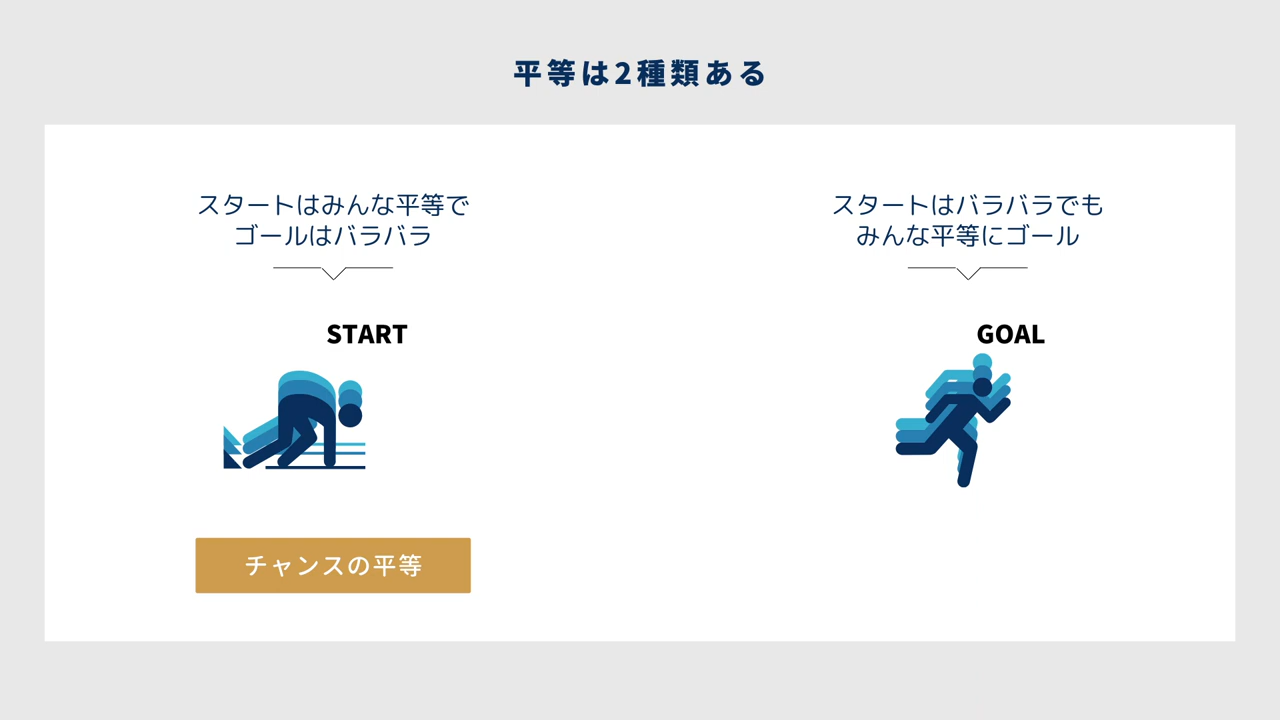 平等は2種類ある
スタートはみんな平等で
ゴールはバラバラ
START
チャンスの平等
スタートはバラバラでも
みんな平等にゴール
GOAL